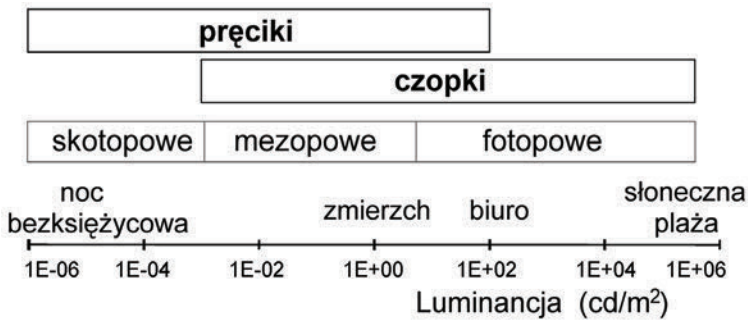 pręciki
czopki
skotopowe mezopowe fotopowe
noc bezksiężycowa zmierzch biuro słoneczna plaża
1E-06 1E-04 1E-02 1E+00 1E+02 1E+04 1E+06
Luminancja (cd/m²)